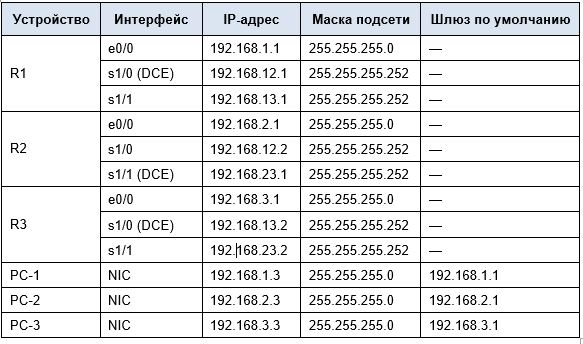 Устройство Интерфейс IP-адрес Маска подсети Шлюз по умолчанию
R1 e0/0 192.168.1.1 255.255.255.0 —
s1/0 (DCE) 192.168.12.1 255.255.255.252 —
s1/1 192.168.13.1 255.255.255.252 —
R2 e0/0 192.168.2.1 255.255.255.0 —
s1/0 192.168.12.2 255.255.255.252 —
s1/1 (DCE) 192.168.23.1 255.255.255.252 —
R3 e0/0 192.168.3.1 255.255.255.0 —
s1/0 (DCE) 192.168.13.2 255.255.255.252 —
s1/1 192.168.23.2 255.255.255.252 —
PC-1 NIC 192.168.1.3 255.255.255.0 192.168.1.1
PC-2 NIC 192.168.2.3 255.255.255.0 192.168.2.1
PC-3 NIC 192.168.3.3 255.255.255.0 192.168.3.1